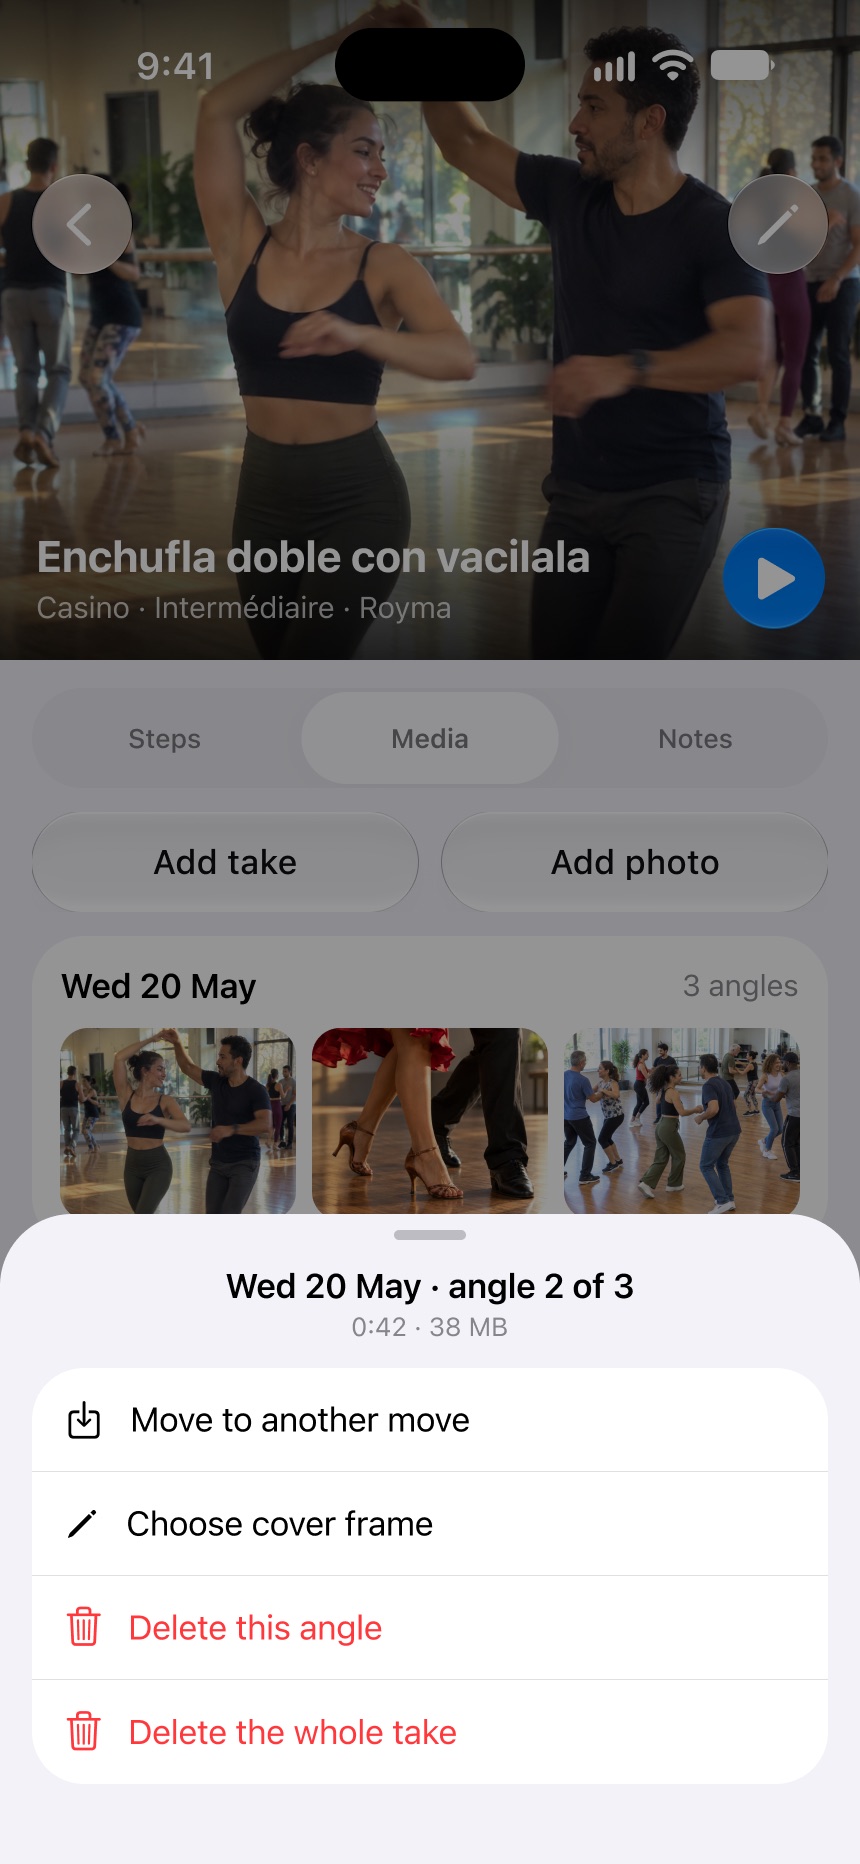 9:41
Enchufla doble con vacilala
Casino · Intermédiaire · Royma
Steps
Media
Notes
Add take
Add photo
Wed 20 May
3 angles
Wed 20 May · angle 2 of 3
0:42 · 38 MB
Move to another move
Choose cover frame
Delete this angle
Delete the whole take